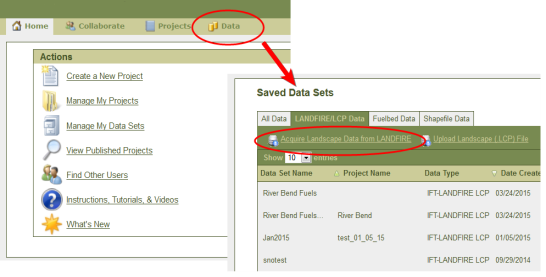 Home Collaborate Projects Data
Actions
Create a New Project
Manage My Projects
Manage My Data Sets
View Published Projects
Find Other Users
Instructions, Tutorials, & Videos
What's New
Saved Data Sets
All Data LANDFIRE/LCP Data Fuelbed Data Shapefile Data
Acquire Landscape Data from LANDFIRE Upload Landscape (.LCP) File
Show 10 entries
Data Set Name Project Name Data Type Date Create
River Bend Fuels IFT-LANDFIRE LCP 03/24/2015
River Bend Fuels... River Bend IFT-LANDFIRE LCP 03/24/2015
Jan2015 test_01_05_15 IFT-LANDFIRE LCP 01/05/2015
snotest IFT-LANDFIRE LCP 09/29/2014